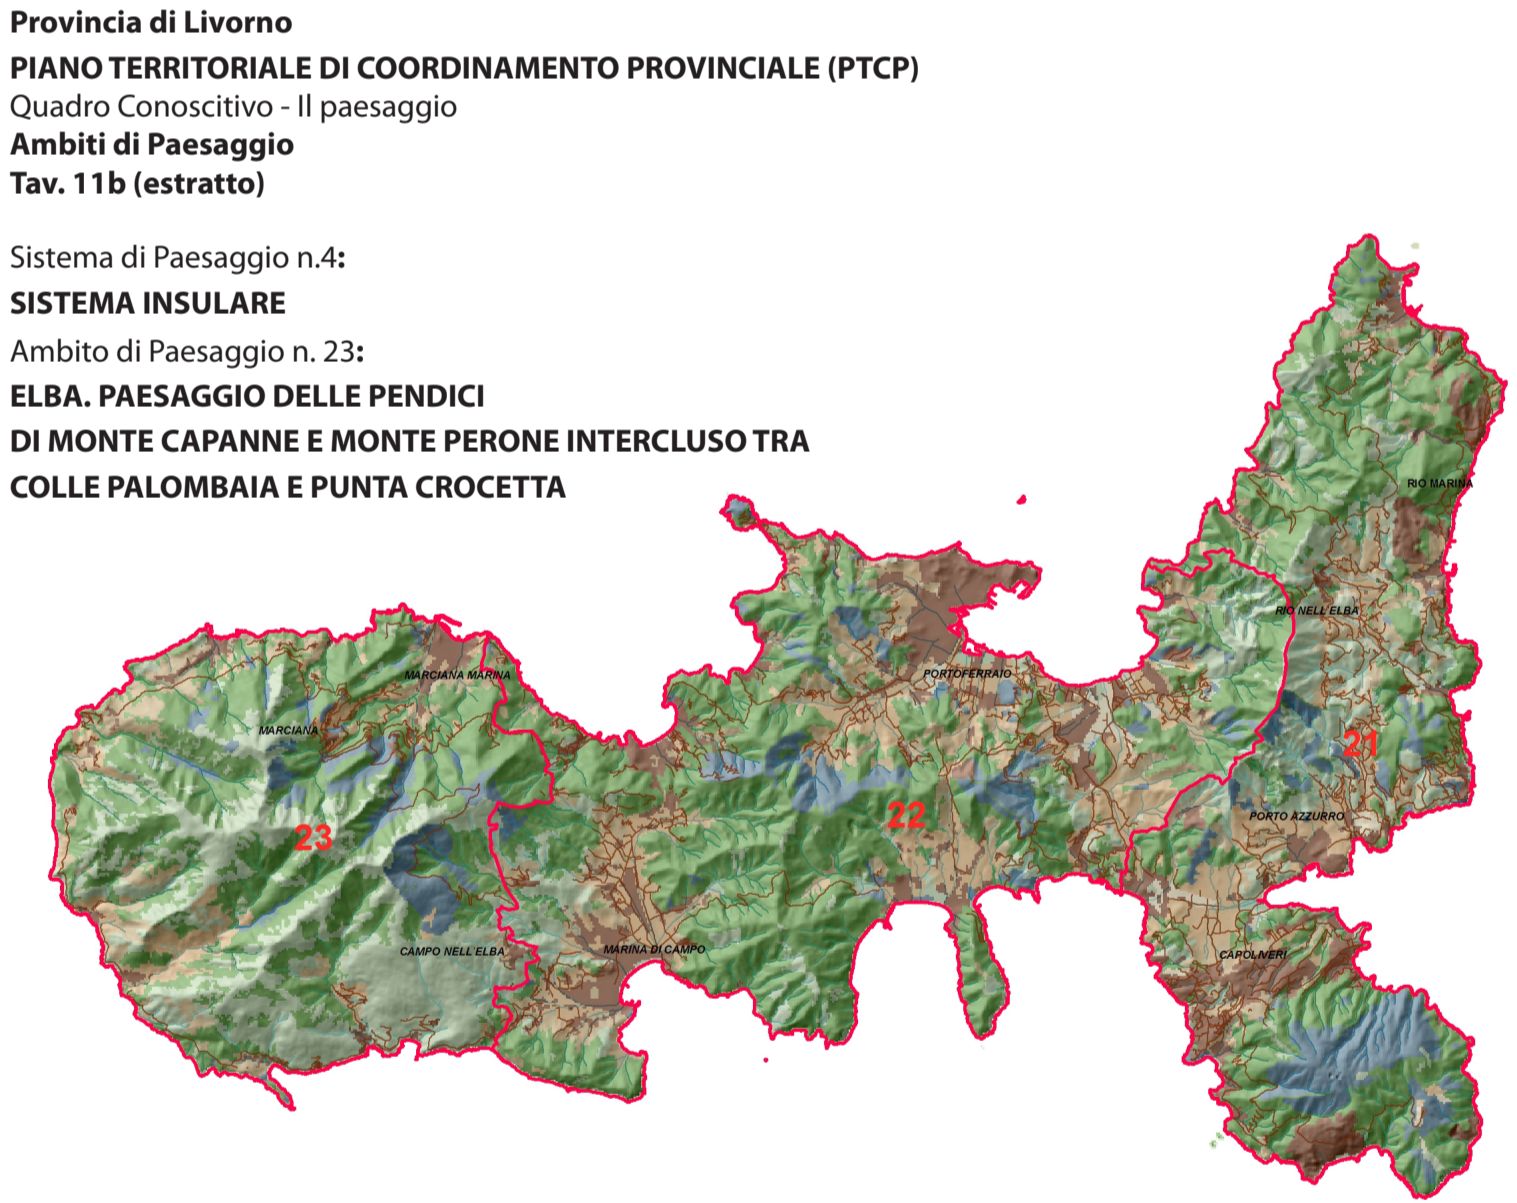 Provincia di Livorno
PIANO TERRITORIALE DI COORDINAMENTO PROVINCIALE (PTCP)
Quadro Conoscitivo - Il paesaggio
Ambiti di Paesaggio
Tav. 11b (estratto)
Sistema di Paesaggio n.4:
SISTEMA INSULARE
Ambito di Paesaggio n. 23:
ELBA. PAESAGGIO DELLE PENDICI
DI MONTE CAPANNE E MONTE PERONE INTERCLUSO TRA
COLLE PALOMBAIA E PUNTA CROCETTA
RIO MARINA
RIO NELL'ELBA
MARCIANA MARINA
PORTOFERRAIO
MARCIANA
21
22
PORTO AZZURRO
23
CAMPO NELL'ELBA
MARINA DI CAMPO
CAPOLIVERI